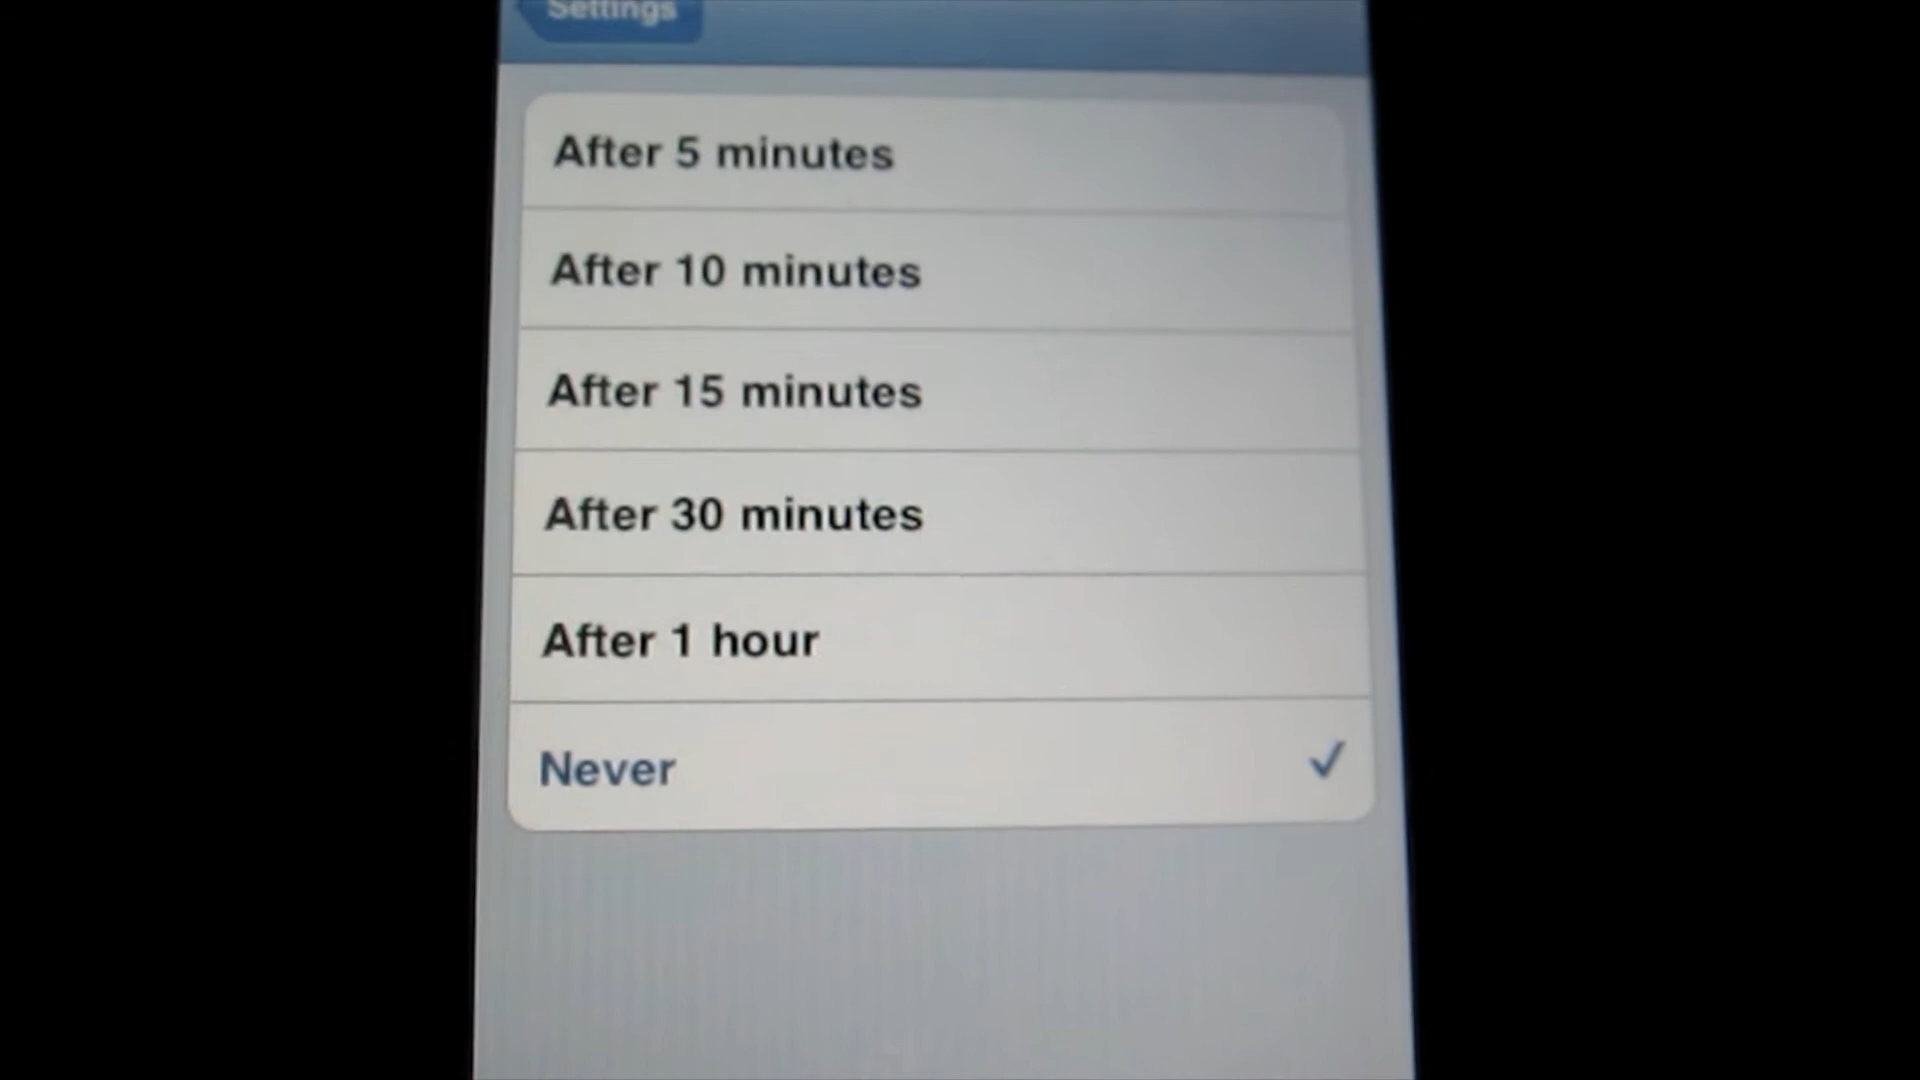 Settings
After 5 minutes
After 10 minutes
After 15 minutes
After 30 minutes
After 1 hour
Never